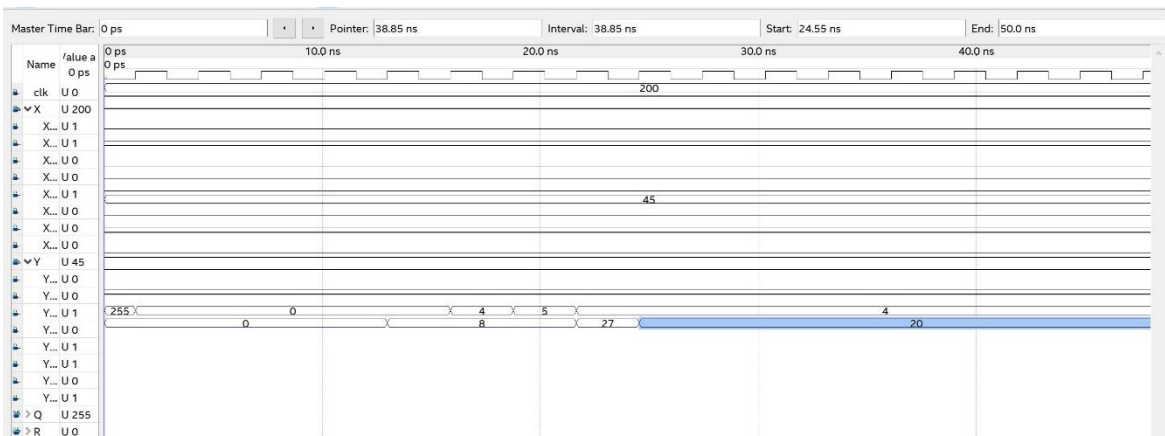 Master Time Bar: 0 ps Pointer: 38.85 ns Interval: 38.85 ns Start: 24.55 ns End: 50.0 ns
Name /alue a 0 ps
0 ps 10.0 ns 20.0 ns 30.0 ns 40.0 ns
0 ps
clk U 0
200
X U 200
X... U 1
X... U 1
X... U 0
X... U 0
X... U 1
45
X... U 0
X... U 0
X... U 0
Y U 45
Y... U 0
Y... U 0
Y... U 1
255 0 4 5 4
Y... U 0
0 8 27 20
Y... U 1
Y... U 1
Y... U 0
Y... U 1
> Q U 255
> R U 0